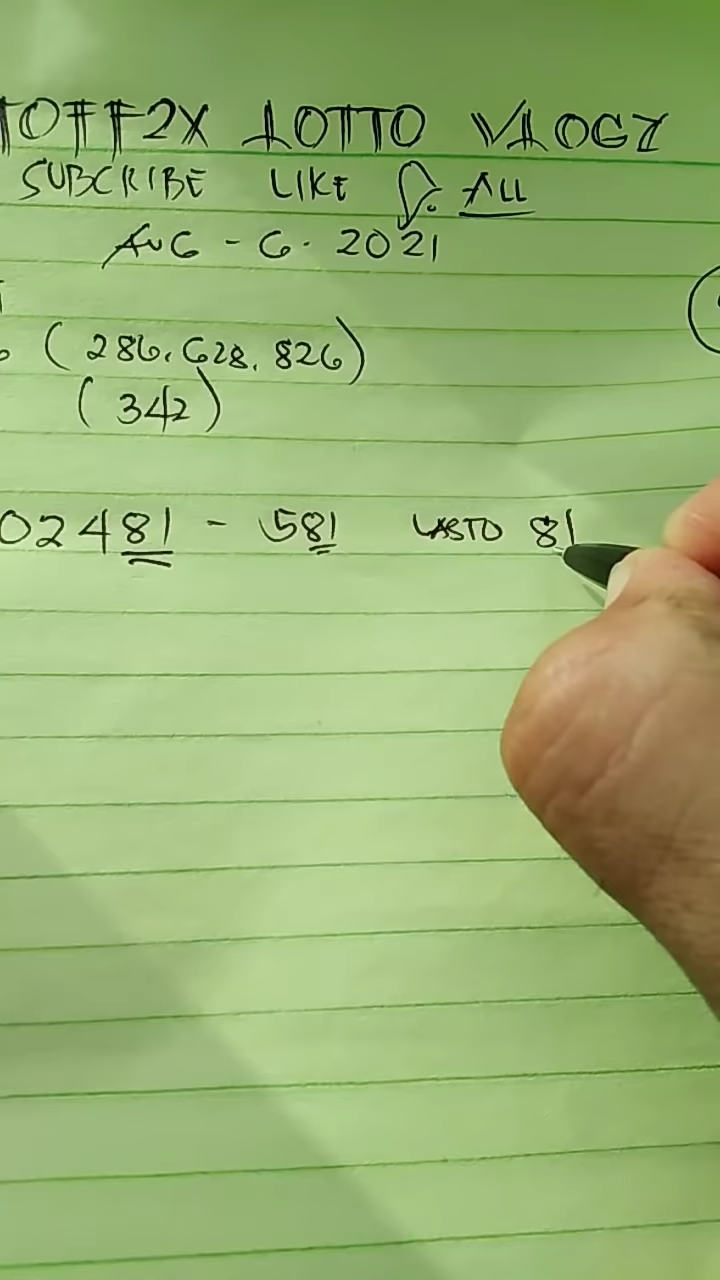 TOFF2X LOTTO VLOGZ
SUBCRIBE LIKE & ALL
AUG - 6 - 2021
(286, 628, 826)
(342)
02481 - 581 LASTO 81